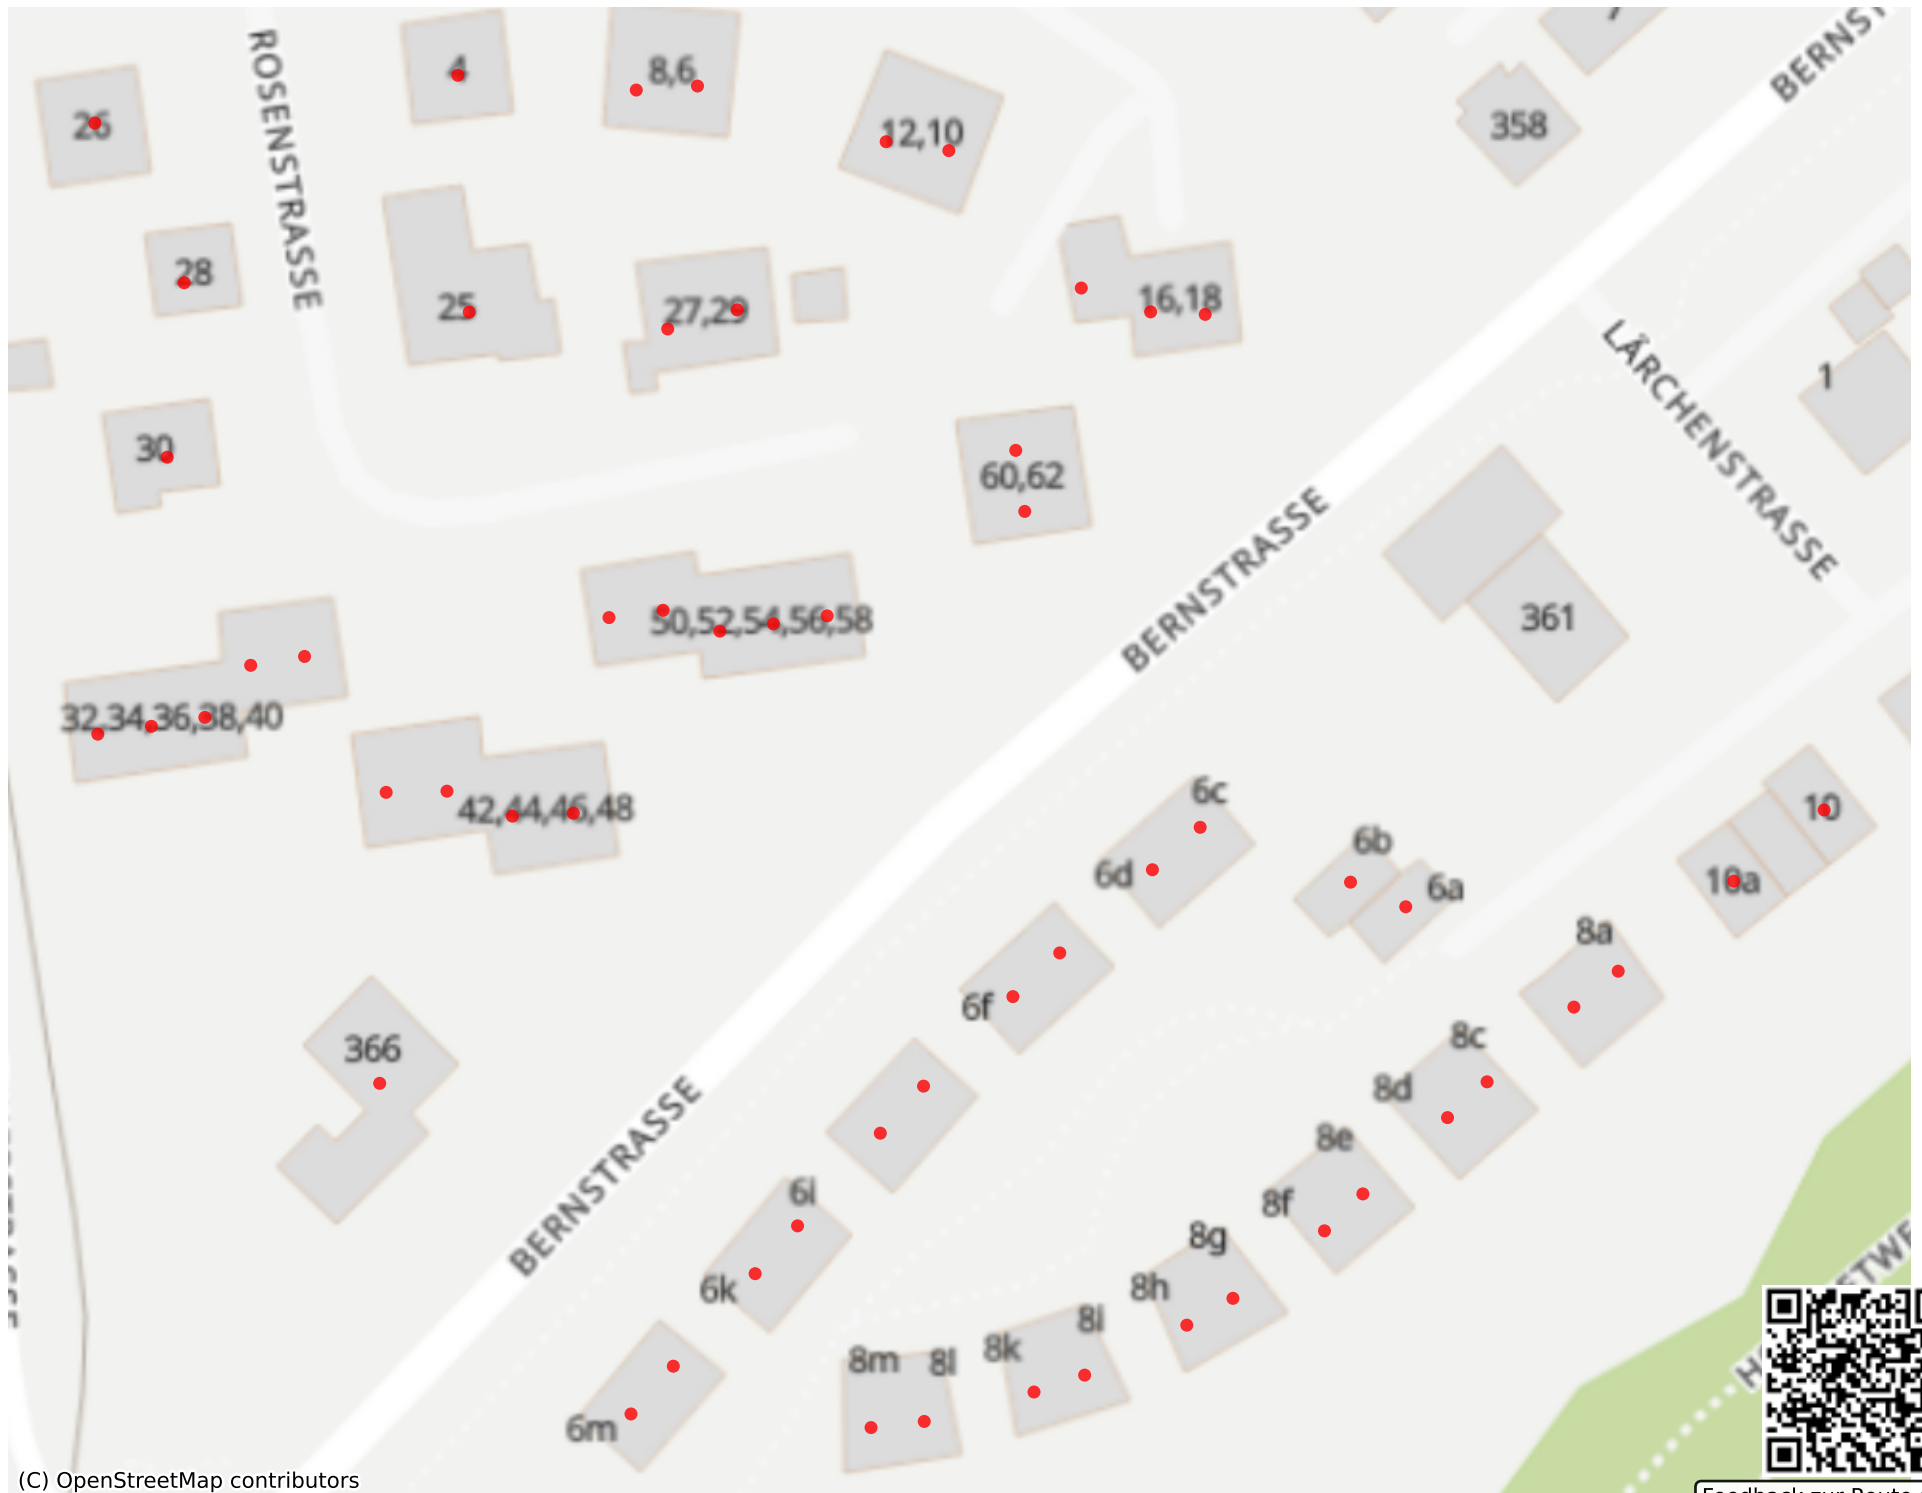 ROSENSTRASSE
4
8,6
26
12,10
358
BERNST
28
25
27,29
16,18
LÄRCHENSTRASSE
1
30
60,62
BERNSTRASSE
50,52,54,56,58
361
32,34,36,38,40
42,44,46,48
6c
6b
6d
6a
10
10a
8a
6f
366
8c
8d
8e
8f
6i
6k
8g
8h
BERNSTRASSE
8i
8k
8m
8l
6m
(C) OpenStreetMap contributors